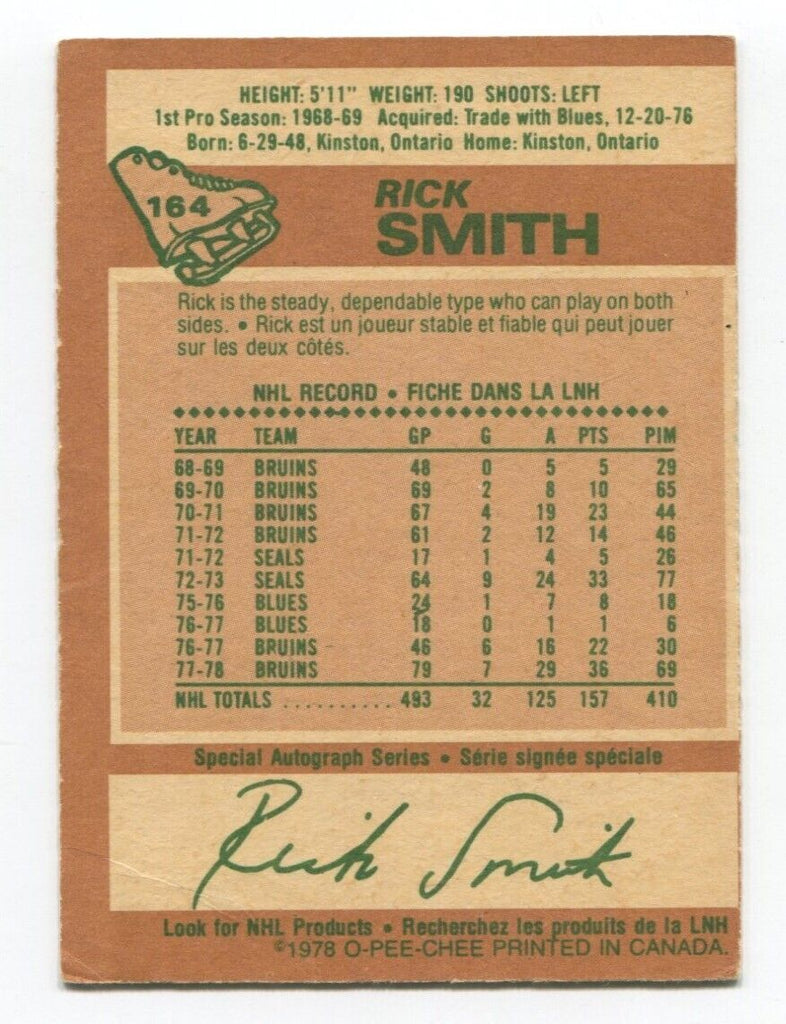 HEIGHT: 5'11" WEIGHT: 190 SHOOTS: LEFT
1st Pro Season: 1968-69 Acquired: Trade with Blues, 12-20-76
Born: 6-29-48, Kinston, Ontario Home: Kinston, Ontario
164
RICK
SMITH
Rick is the steady, dependable type who can play on both
sides. • Rick est un joueur stable et fiable qui peut jouer
sur les deux côtés.
NHL RECORD • FICHE DANS LA LNH
YEAR TEAM GP G A PTS PIM
68-69 BRUINS 48 0 5 5 29
69-70 BRUINS 69 2 8 10 65
70-71 BRUINS 67 4 19 23 44
71-72 BRUINS 61 2 12 14 46
71-72 SEALS 17 1 4 5 26
72-73 SEALS 64 9 24 33 77
75-76 BLUES 24 1 7 8 18
76-77 BLUES 18 0 1 1 6
76-77 BRUINS 46 6 16 22 30
77-78 BRUINS 79 7 29 36 69
NHL TOTALS .......... 493 32 125 157 410
Special Autograph Series • Série signée spéciale
Rick Smith
Look for NHL Products • Recherchez les produits de la LNH
©1978 O-PEE-CHEE PRINTED IN CANADA.